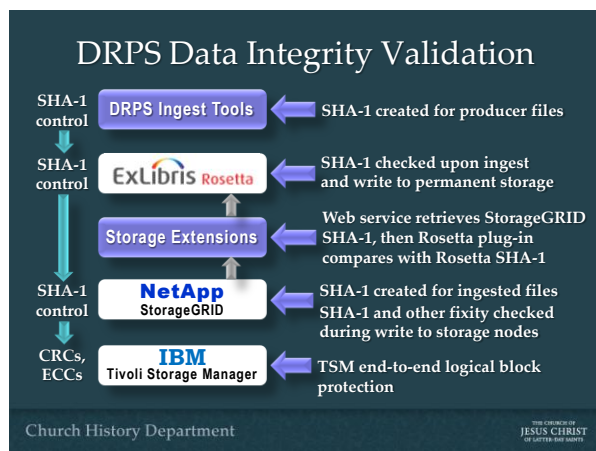 DRPS Data Integrity Validation
SHA-1
control
DRPS Ingest Tools
SHA-1 created for producer files
SHA-1
control
ExLibris Rosetta
SHA-1 checked upon ingest
and write to permanent storage
Storage Extensions
Web service retrieves StorageGRID
SHA-1, then Rosetta plug-in
compares with Rosetta SHA-1
SHA-1
control
NetApp
StorageGRID
SHA-1 created for ingested files
SHA-1 and other fixity checked
during write to storage nodes
CRCs,
ECCs
IBM
Tivoli Storage Manager
TSM end-to-end logical block
protection
Church History Department
THE CHURCH OF
JESUS CHRIST
OF LATTER-DAY SAINTS